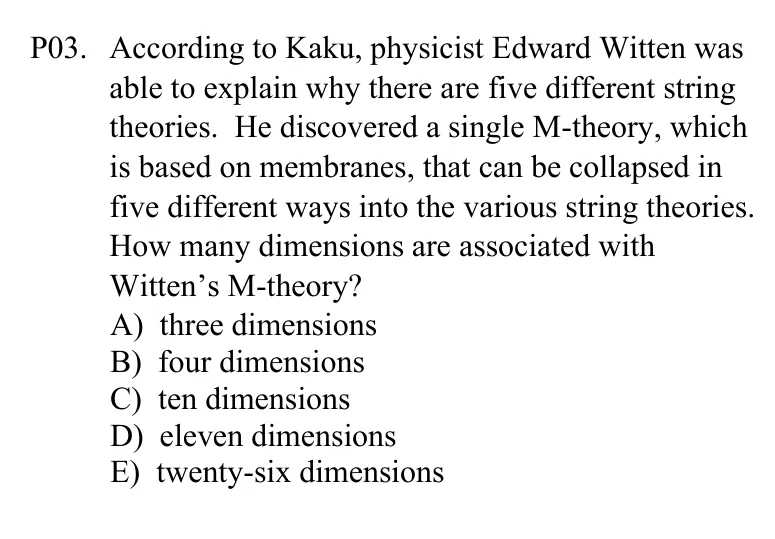 P03. According to Kaku, physicist Edward Witten was
able to explain why there are five different string
theories.  He discovered a single M-theory, which
is based on membranes, that can be collapsed in
five different ways into the various string theories.
How many dimensions are associated with
Witten’s M-theory?
A) three dimensions
B) four dimensions
C) ten dimensions
D) eleven dimensions
E) twenty-six dimensions